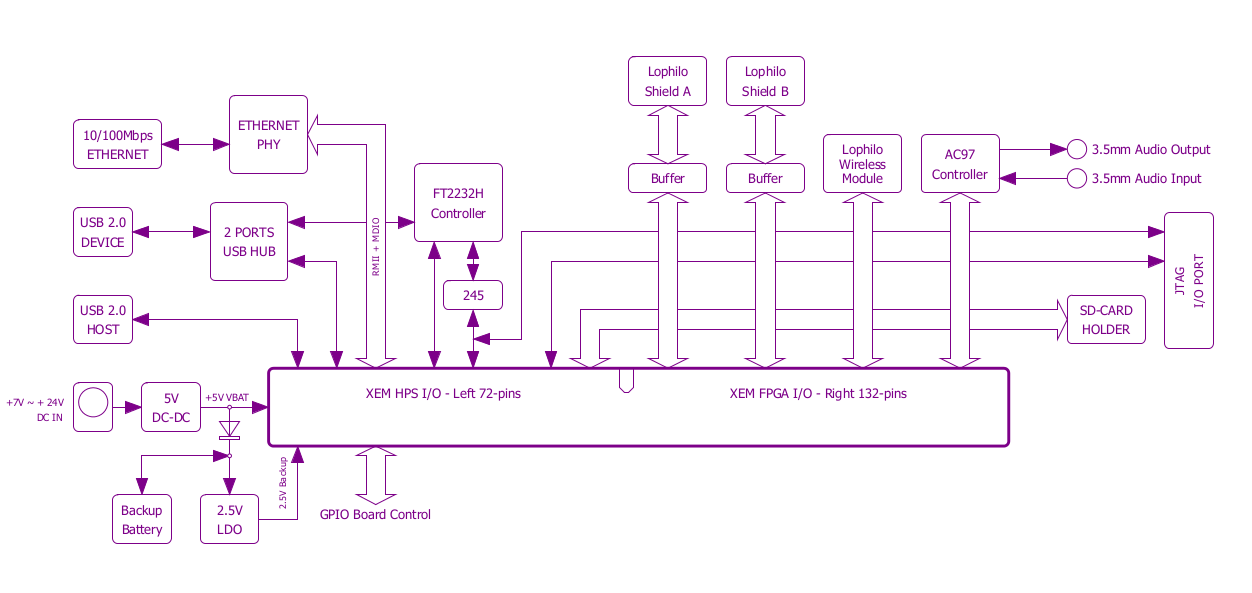 Lophilo
Shield A
Lophilo
Shield B
10/100Mbps
ETHERNET
ETHERNET
PHY
Lophilo
Wireless
Module
AC97
Controller
3.5mm Audio Output
3.5mm Audio Input
FT2232H
Controller
Buffer
Buffer
USB 2.0
DEVICE
2 PORTS
USB HUB
RMII + MDIO
JTAG
I/O PORT
245
USB 2.0
HOST
SD-CARD
HOLDER
+7V ~ + 24V
DC IN
5V
DC-DC
+5V VBAT
XEM HPS I/O - Left 72-pins
XEM FPGA I/O - Right 132-pins
2.5V Backup
Backup
Battery
2.5V
LDO
GPIO Board Control